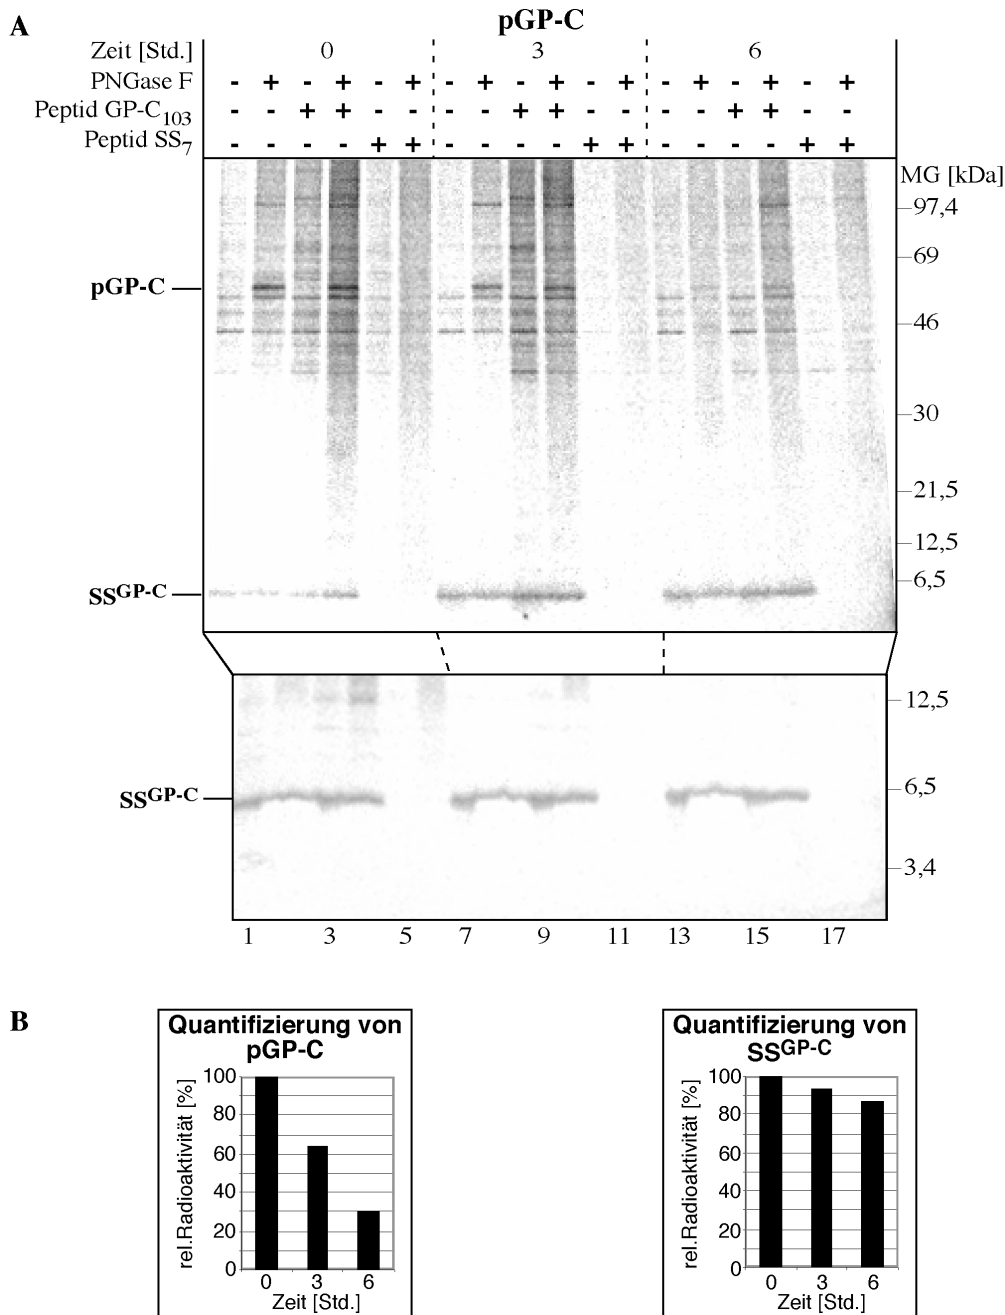 A
pGP-C
Zeit [Std.] 0 3 6
PNGase F - + - + - + - + - + - + - + - + - +
Peptid GP-C103 - - + + - - - - + + - - - - + + - -
Peptid SS7 - - - - + + - - - - + + - - - - + +
MG [kDa]
97,4
69
pGP-C
46
30
21,5
12,5
6,5
SSGP-C
12,5
6,5
SSGP-C
3,4
1 3 5 7 9 11 13 15 17
B
Quantifizierung von
pGP-C
rel.Radioaktivität [%]
100
80
60
40
20
0
0 3 6
Zeit [Std.]
Quantifizierung von
SSGP-C
rel.Radioaktivität [%]
100
80
60
40
20
0
0 3 6
Zeit [Std.]